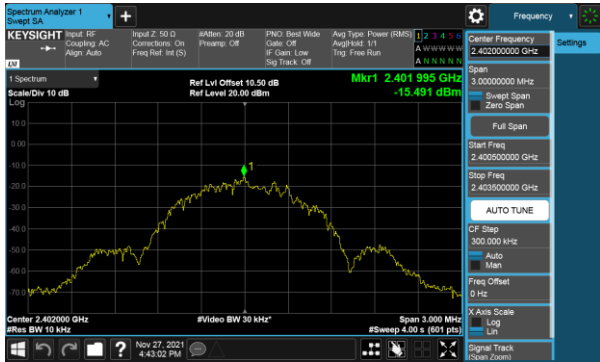 Spectrum Analyzer 1
Swept SA
Frequency
KEYSIGHT
Input: RF
Coupling: AC
Align: Auto
Input Z: 50 Ω
Corrections: On
Freq Ref: Int (S)
#Atten: 20 dB
Preamp: Off
PNO: Best Wide
Gate: Off
IF Gain: Low
Sig Track: Off
Avg Type: Power (RMS)
Avg|Hold: 1/1
Trig: Free Run
1 2 3 4 5 6
A W W W W W
A N N N N N
LXI
1 Spectrum
Scale/Div 10 dB
Log
Ref Lvl Offset 10.50 dB
Ref Level 20.00 dBm
Mkr1 2.401 995 GHz
-15.491 dBm
10.0
0.00
-10.0
-20.0
-30.0
-40.0
-50.0
-60.0
-70.0
1
Center 2.402000 GHz
#Res BW 10 kHz
#Video BW 30 kHz*
Span 3.000 MHz
#Sweep 4.00 s (601 pts)
Nov 27, 2021
4:43:02 PM
Center Frequency
2.402000000 GHz
Span
3.00000000 MHz
Swept Span
Zero Span
Full Span
Start Freq
2.400500000 GHz
Stop Freq
2.403500000 GHz
AUTO TUNE
CF Step
300.000 kHz
Auto
Man
Freq Offset
0 Hz
X Axis Scale
Log
Lin
Signal Track
(Span Zoom)
Settings